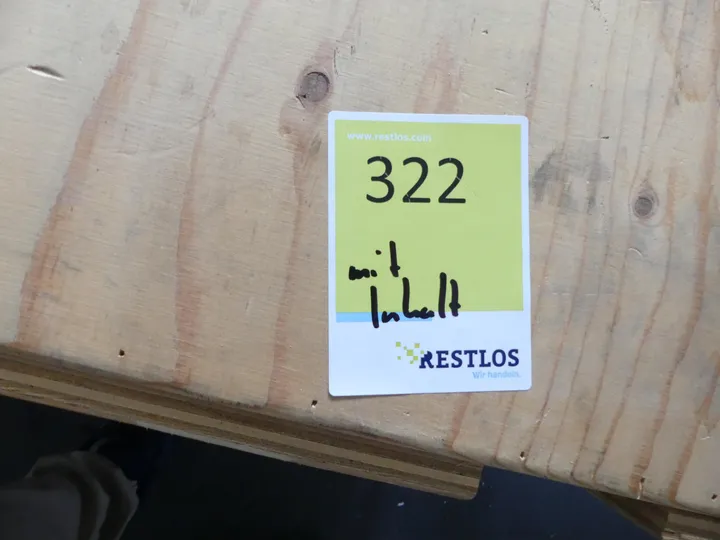 www.restlos.com
322
mit
Inhalt
RESTLOS
Wir handeln.